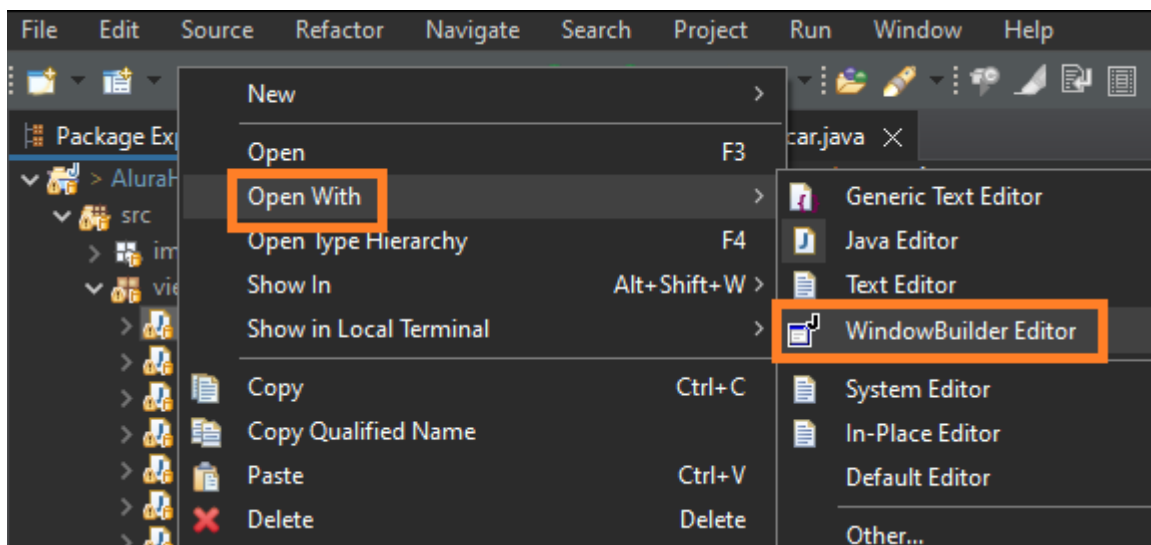 File Edit Source Refactor Navigate Search Project Run Window Help
New
Package Ex
car.java
Open F3
> AluraH
Open With
Generic Text Editor
src
Open Type Hierarchy F4
Java Editor
im
Show In Alt+Shift+W
Text Editor
vie
Show in Local Terminal
WindowBuilder Editor
Copy Ctrl+C
System Editor
Copy Qualified Name
In-Place Editor
Paste Ctrl+V
Default Editor
Delete Delete
Other...